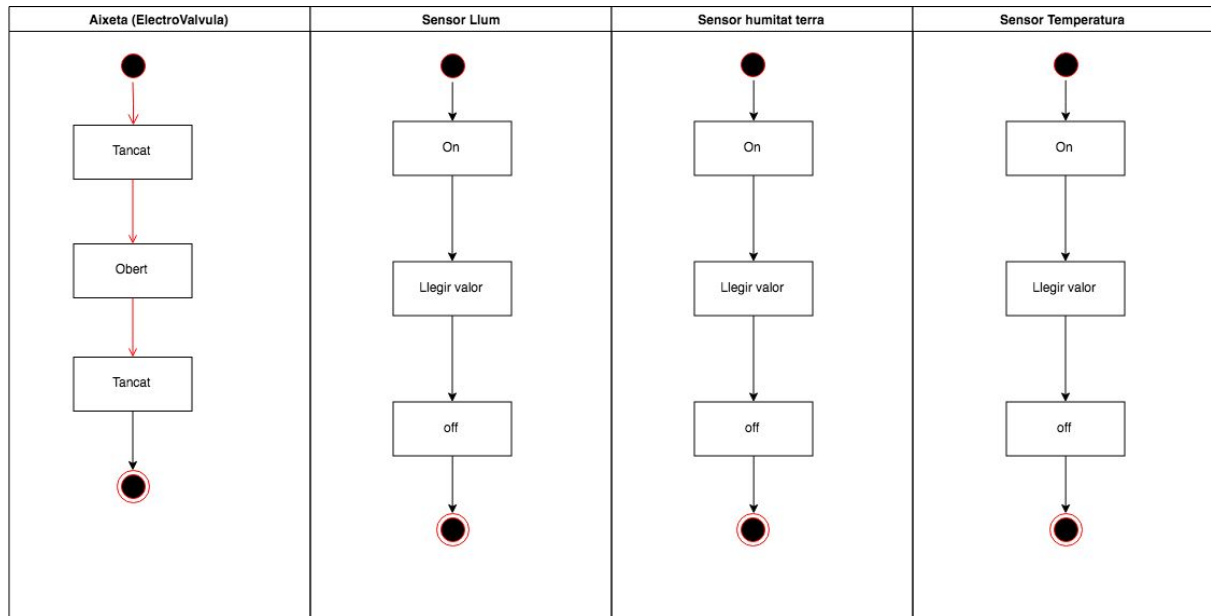 Aixeta (ElectroValvula)
Sensor Llum
Sensor humitat terra
Sensor Temperatura
Tancat
Obert
Tancat
On
Llegir valor
off
On
Llegir valor
off
On
Llegir valor
off